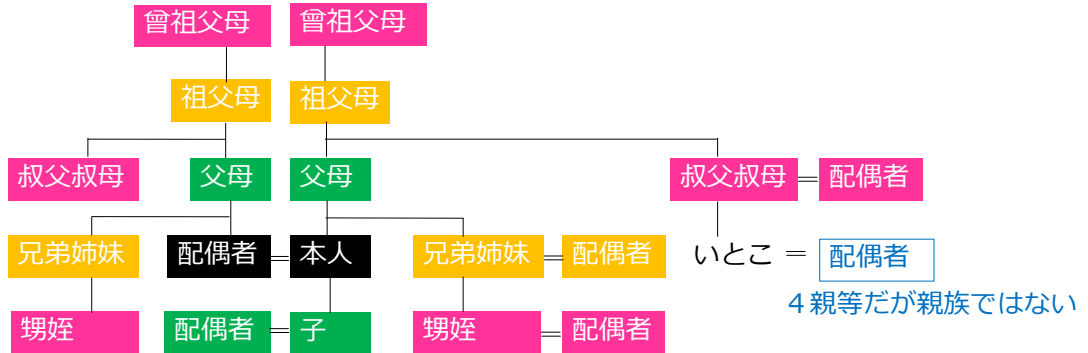 曾祖父母
曾祖父母
祖父母
祖父母
叔父叔母
父母
父母
叔父叔母
配偶者
兄弟姉妹
配偶者
本人
兄弟姉妹
配偶者
いとこ
配偶者
４親等だが親族ではない
甥姪
配偶者
子
甥姪
配偶者